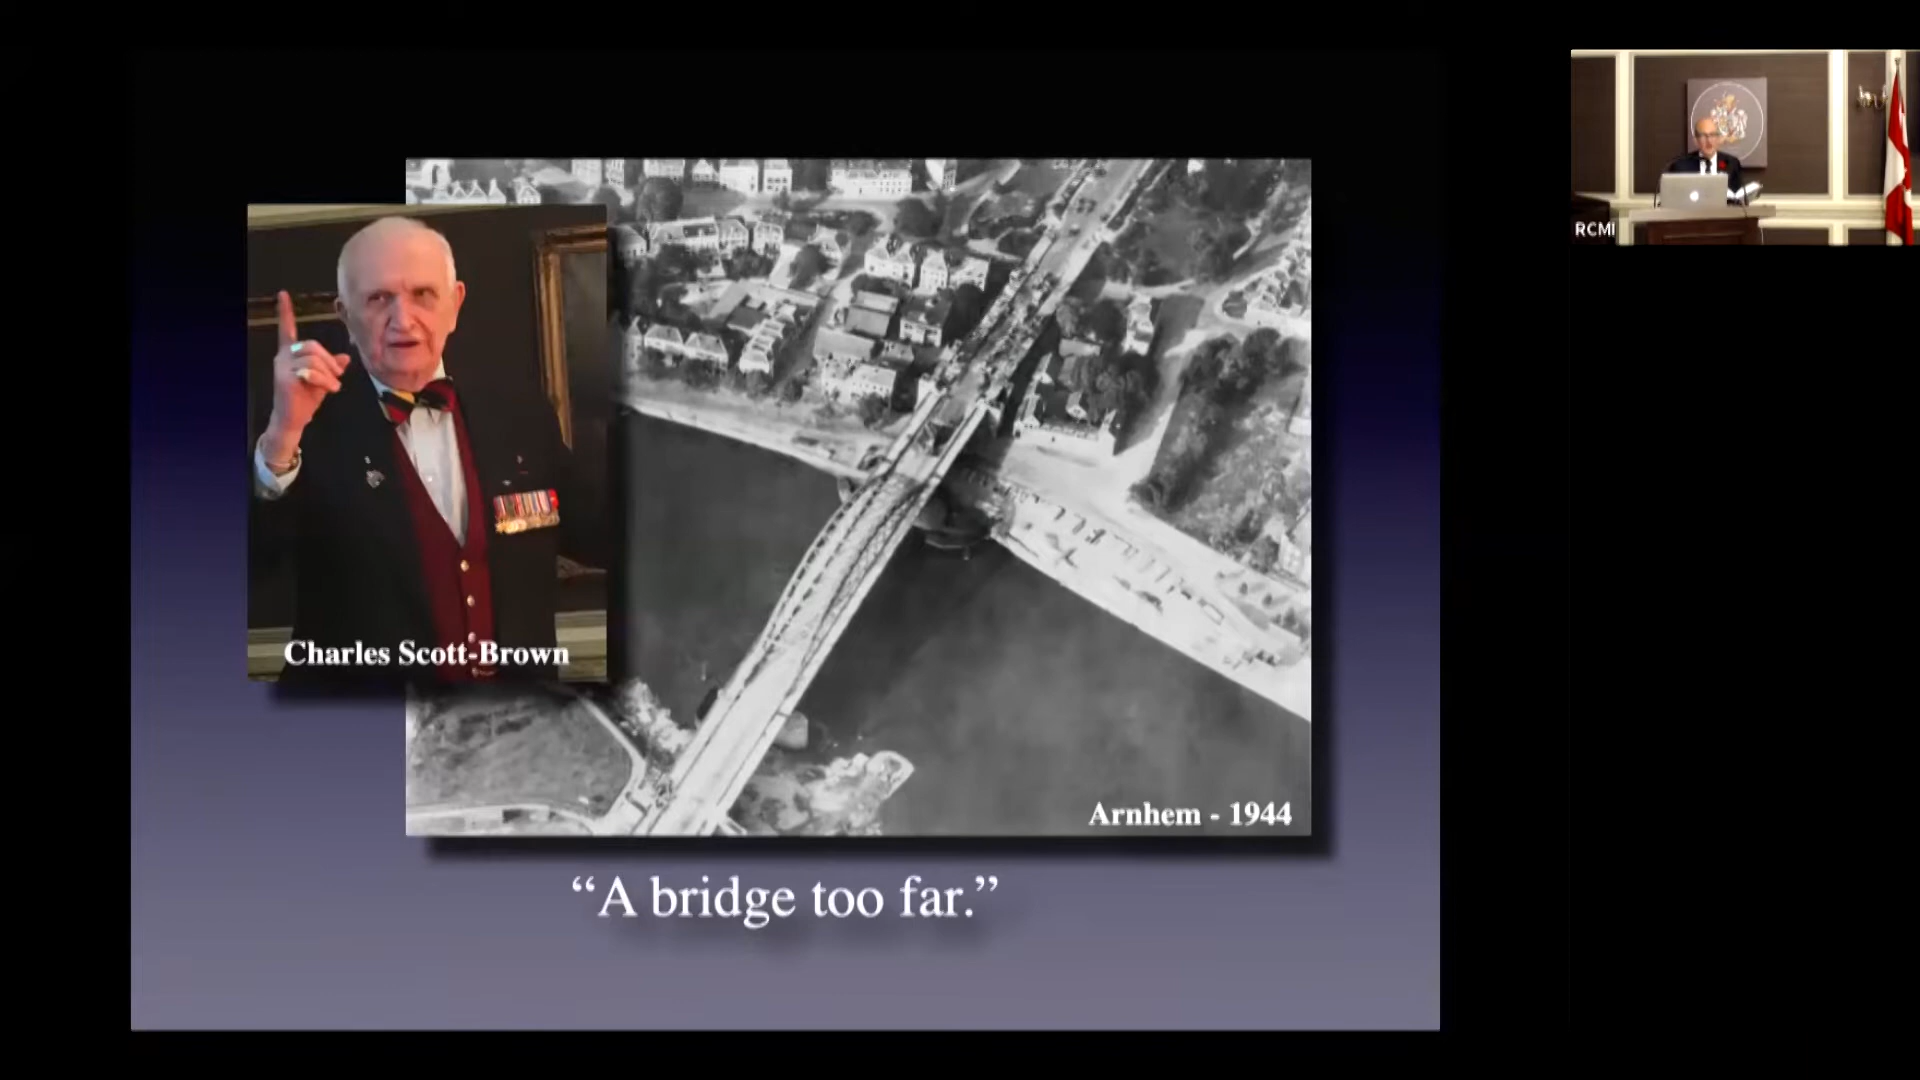 RCMI
Charles Scott-Brown
Arnhem - 1944
“A bridge too far.”